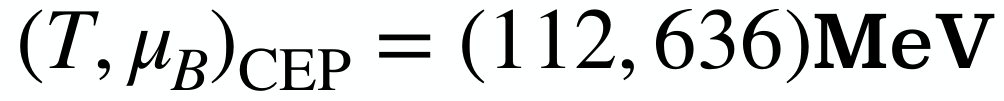 (T, μ_B)_CEP = (112, 636)MeV